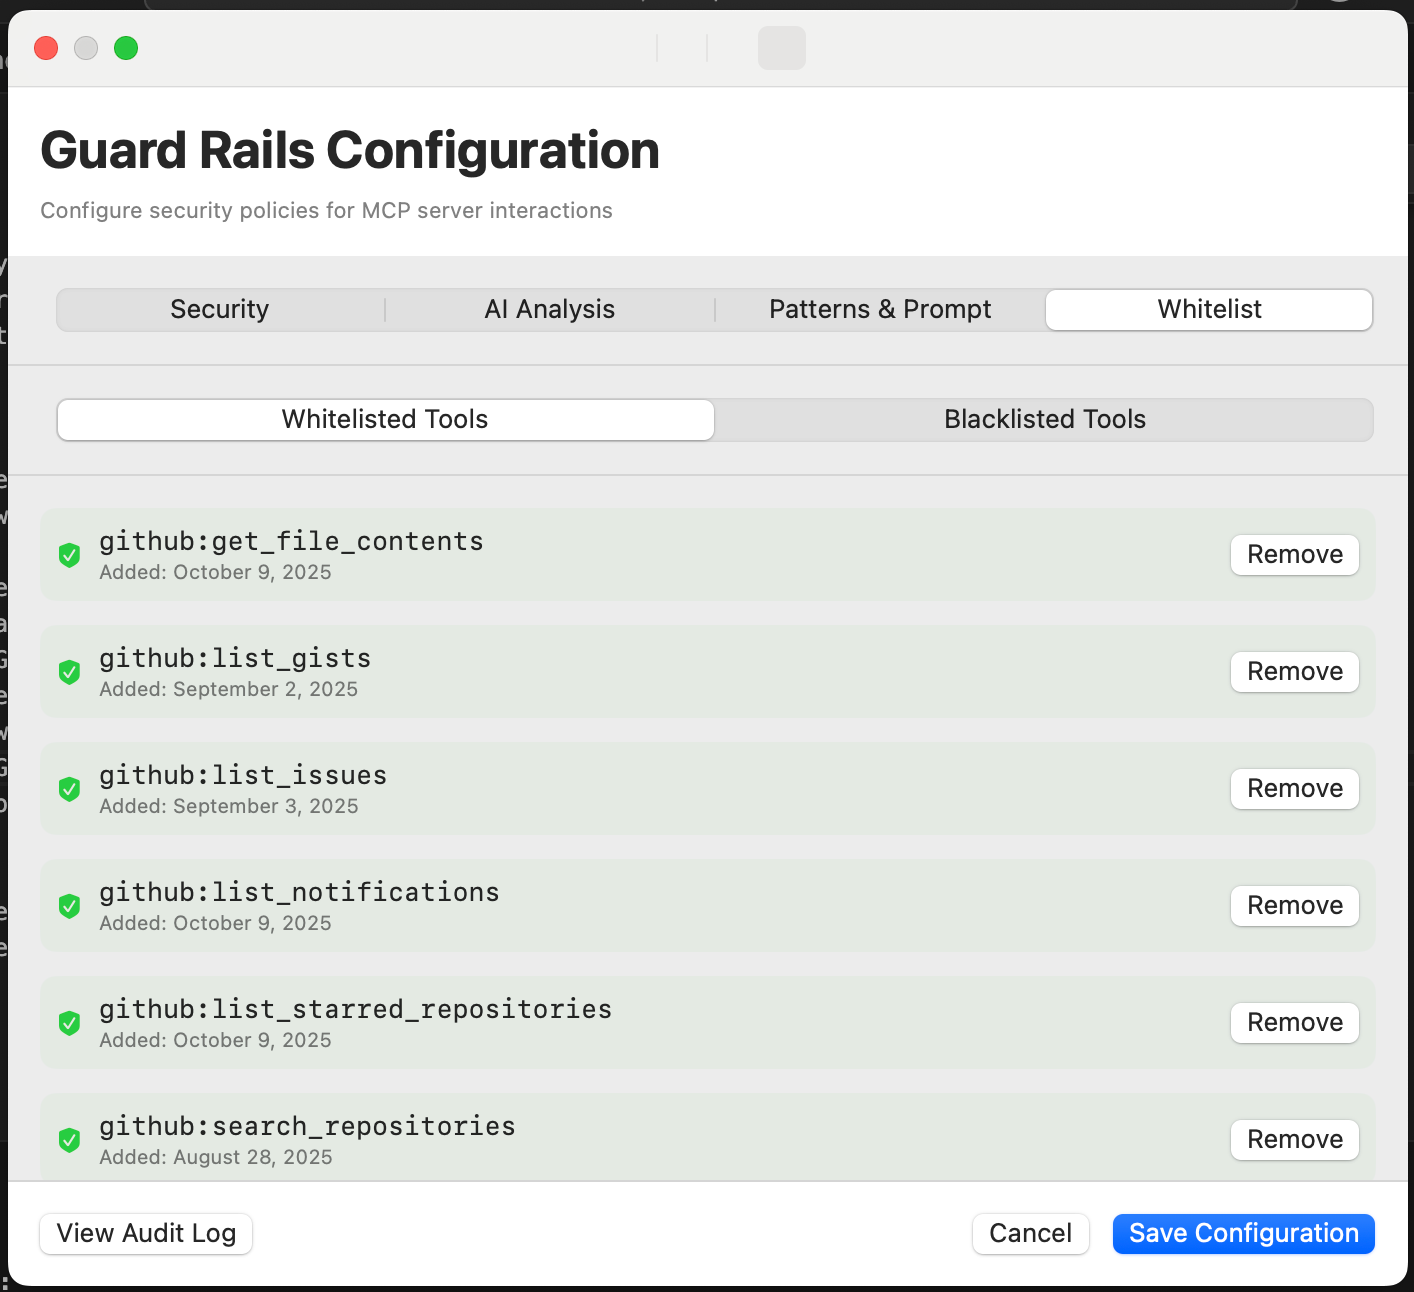 Guard Rails Configuration
Configure security policies for MCP server interactions
Security
AI Analysis
Patterns & Prompt
Whitelist
Whitelisted Tools
Blacklisted Tools
github:get_file_contents
Added: October 9, 2025
Remove
github:list_gists
Added: September 2, 2025
Remove
github:list_issues
Added: September 3, 2025
Remove
github:list_notifications
Added: October 9, 2025
Remove
github:list_starred_repositories
Added: October 9, 2025
Remove
github:search_repositories
Added: August 28, 2025
Remove
View Audit Log
Cancel
Save Configuration